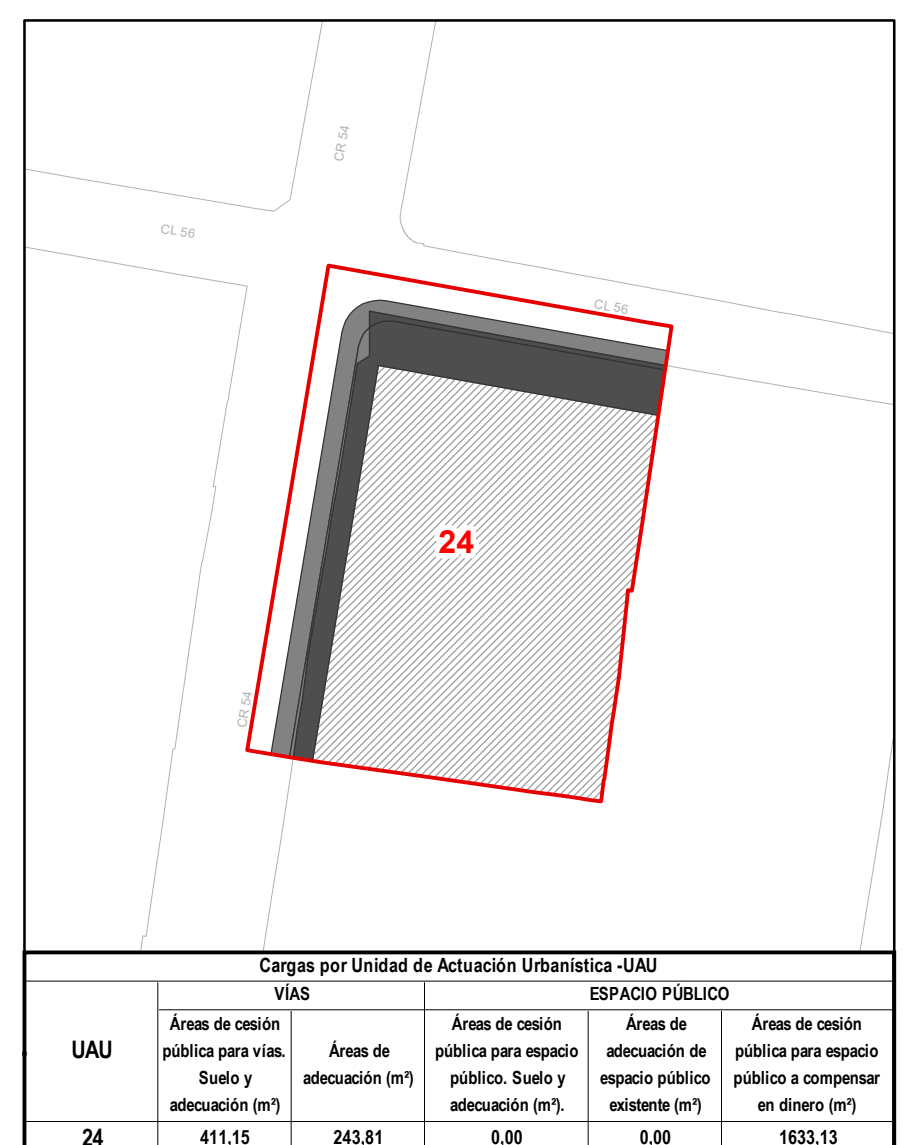 CR 54
CL 56
CL 56
24
CR 54
Cargas por Unidad de Actuación Urbanística -UAU
VÍAS
ESPACIO PÚBLICO
UAU
Áreas de cesión
pública para vías.
Suelo y
adecuación (m²)
Áreas de
adecuación (m²)
Áreas de cesión
pública para espacio
público. Suelo y
adecuación (m²).
Áreas de
adecuación de
espacio público
existente (m²)
Áreas de cesión
pública para espacio
público a compensar
en dinero (m²)
24 411,15 243,81 0,00 0,00 1633,13